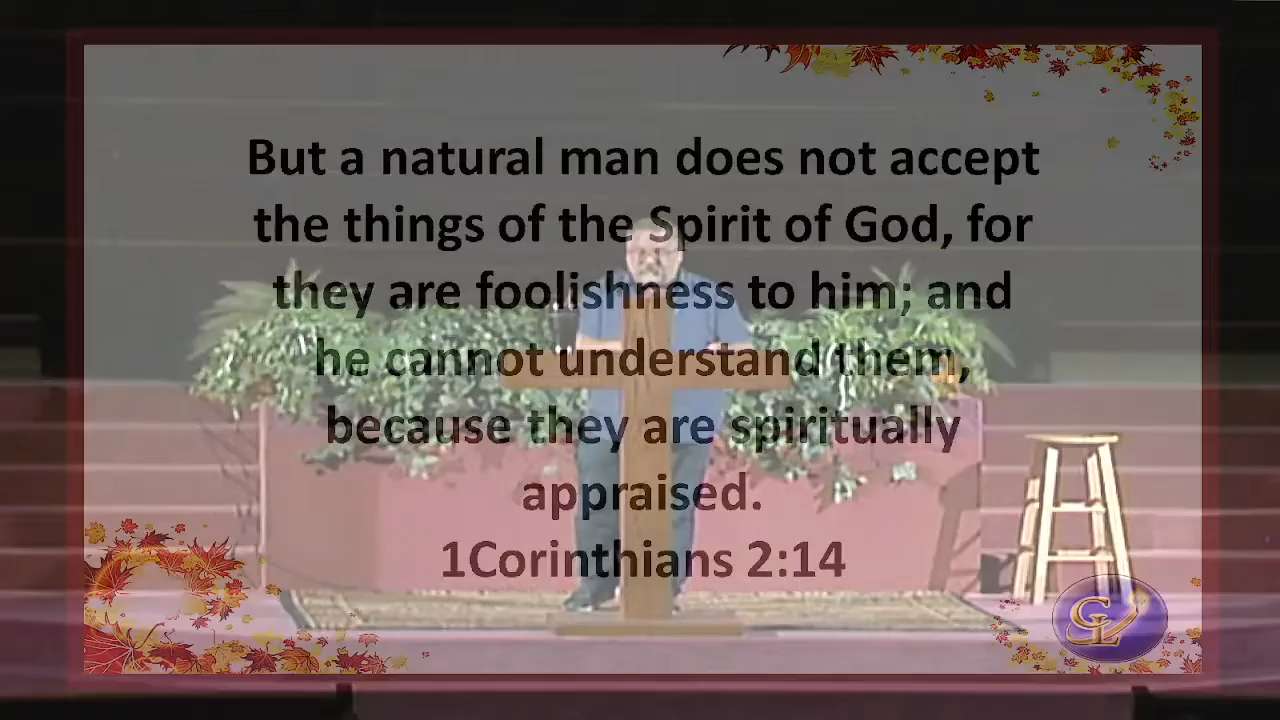 But a natural man does not accept
the things of the Spirit of God, for
they are foolishness to him; and
he cannot understand them,
because they are spiritually
appraised.
1Corinthians 2:14
GL